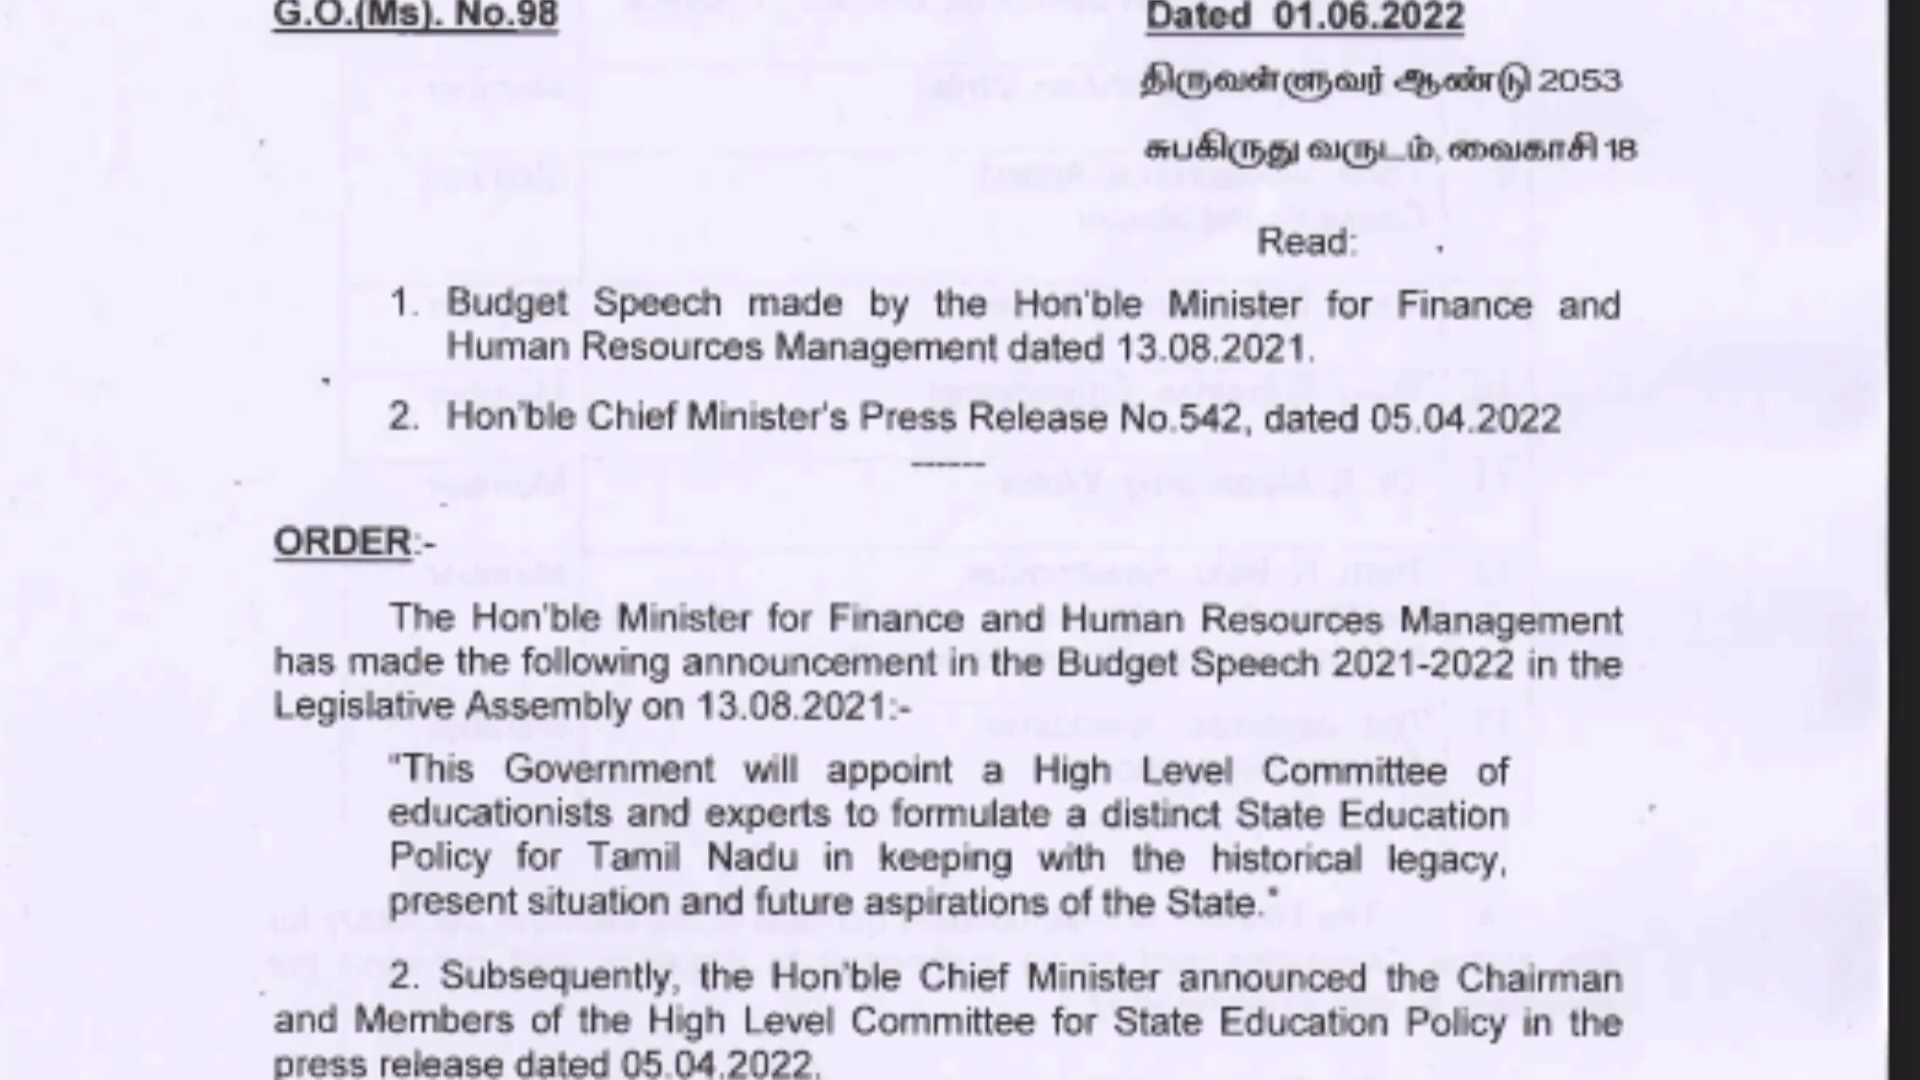 G.O.(Ms). No.98
Dated 01.06.2022
திருவள்ளுவர் ஆண்டு 2053
சுபகிருது வருடம், வைகாசி 18
Read:
1. Budget Speech made by the Hon'ble Minister for Finance and
Human Resources Management dated 13.08.2021.
2. Hon'ble Chief Minister's Press Release No.542, dated 05.04.2022
------
ORDER:-
The Hon'ble Minister for Finance and Human Resources Management
has made the following announcement in the Budget Speech 2021-2022 in the
Legislative Assembly on 13.08.2021:-
"This Government will appoint a High Level Committee of
educationists and experts to formulate a distinct State Education
Policy for Tamil Nadu in keeping with the historical legacy,
present situation and future aspirations of the State."
2. Subsequently, the Hon'ble Chief Minister announced the Chairman
and Members of the High Level Committee for State Education Policy in the
press release dated 05.04.2022.